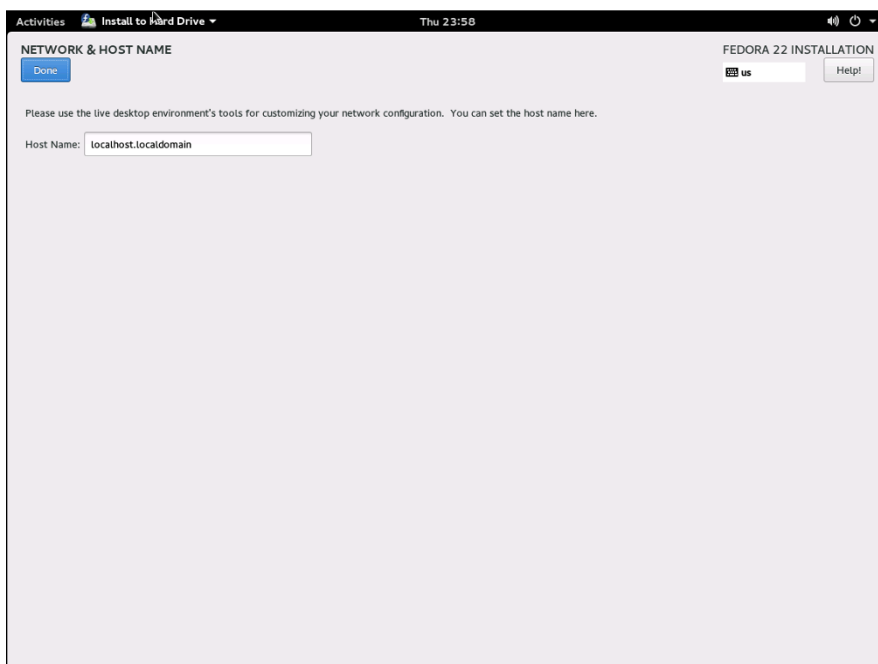 Activities Install to Hard Drive Thu 23:58
NETWORK & HOST NAME FEDORA 22 INSTALLATION
Done us Help!
Please use the live desktop environment's tools for customizing your network configuration. You can set the host name here.
Host Name: localhost.localdomain